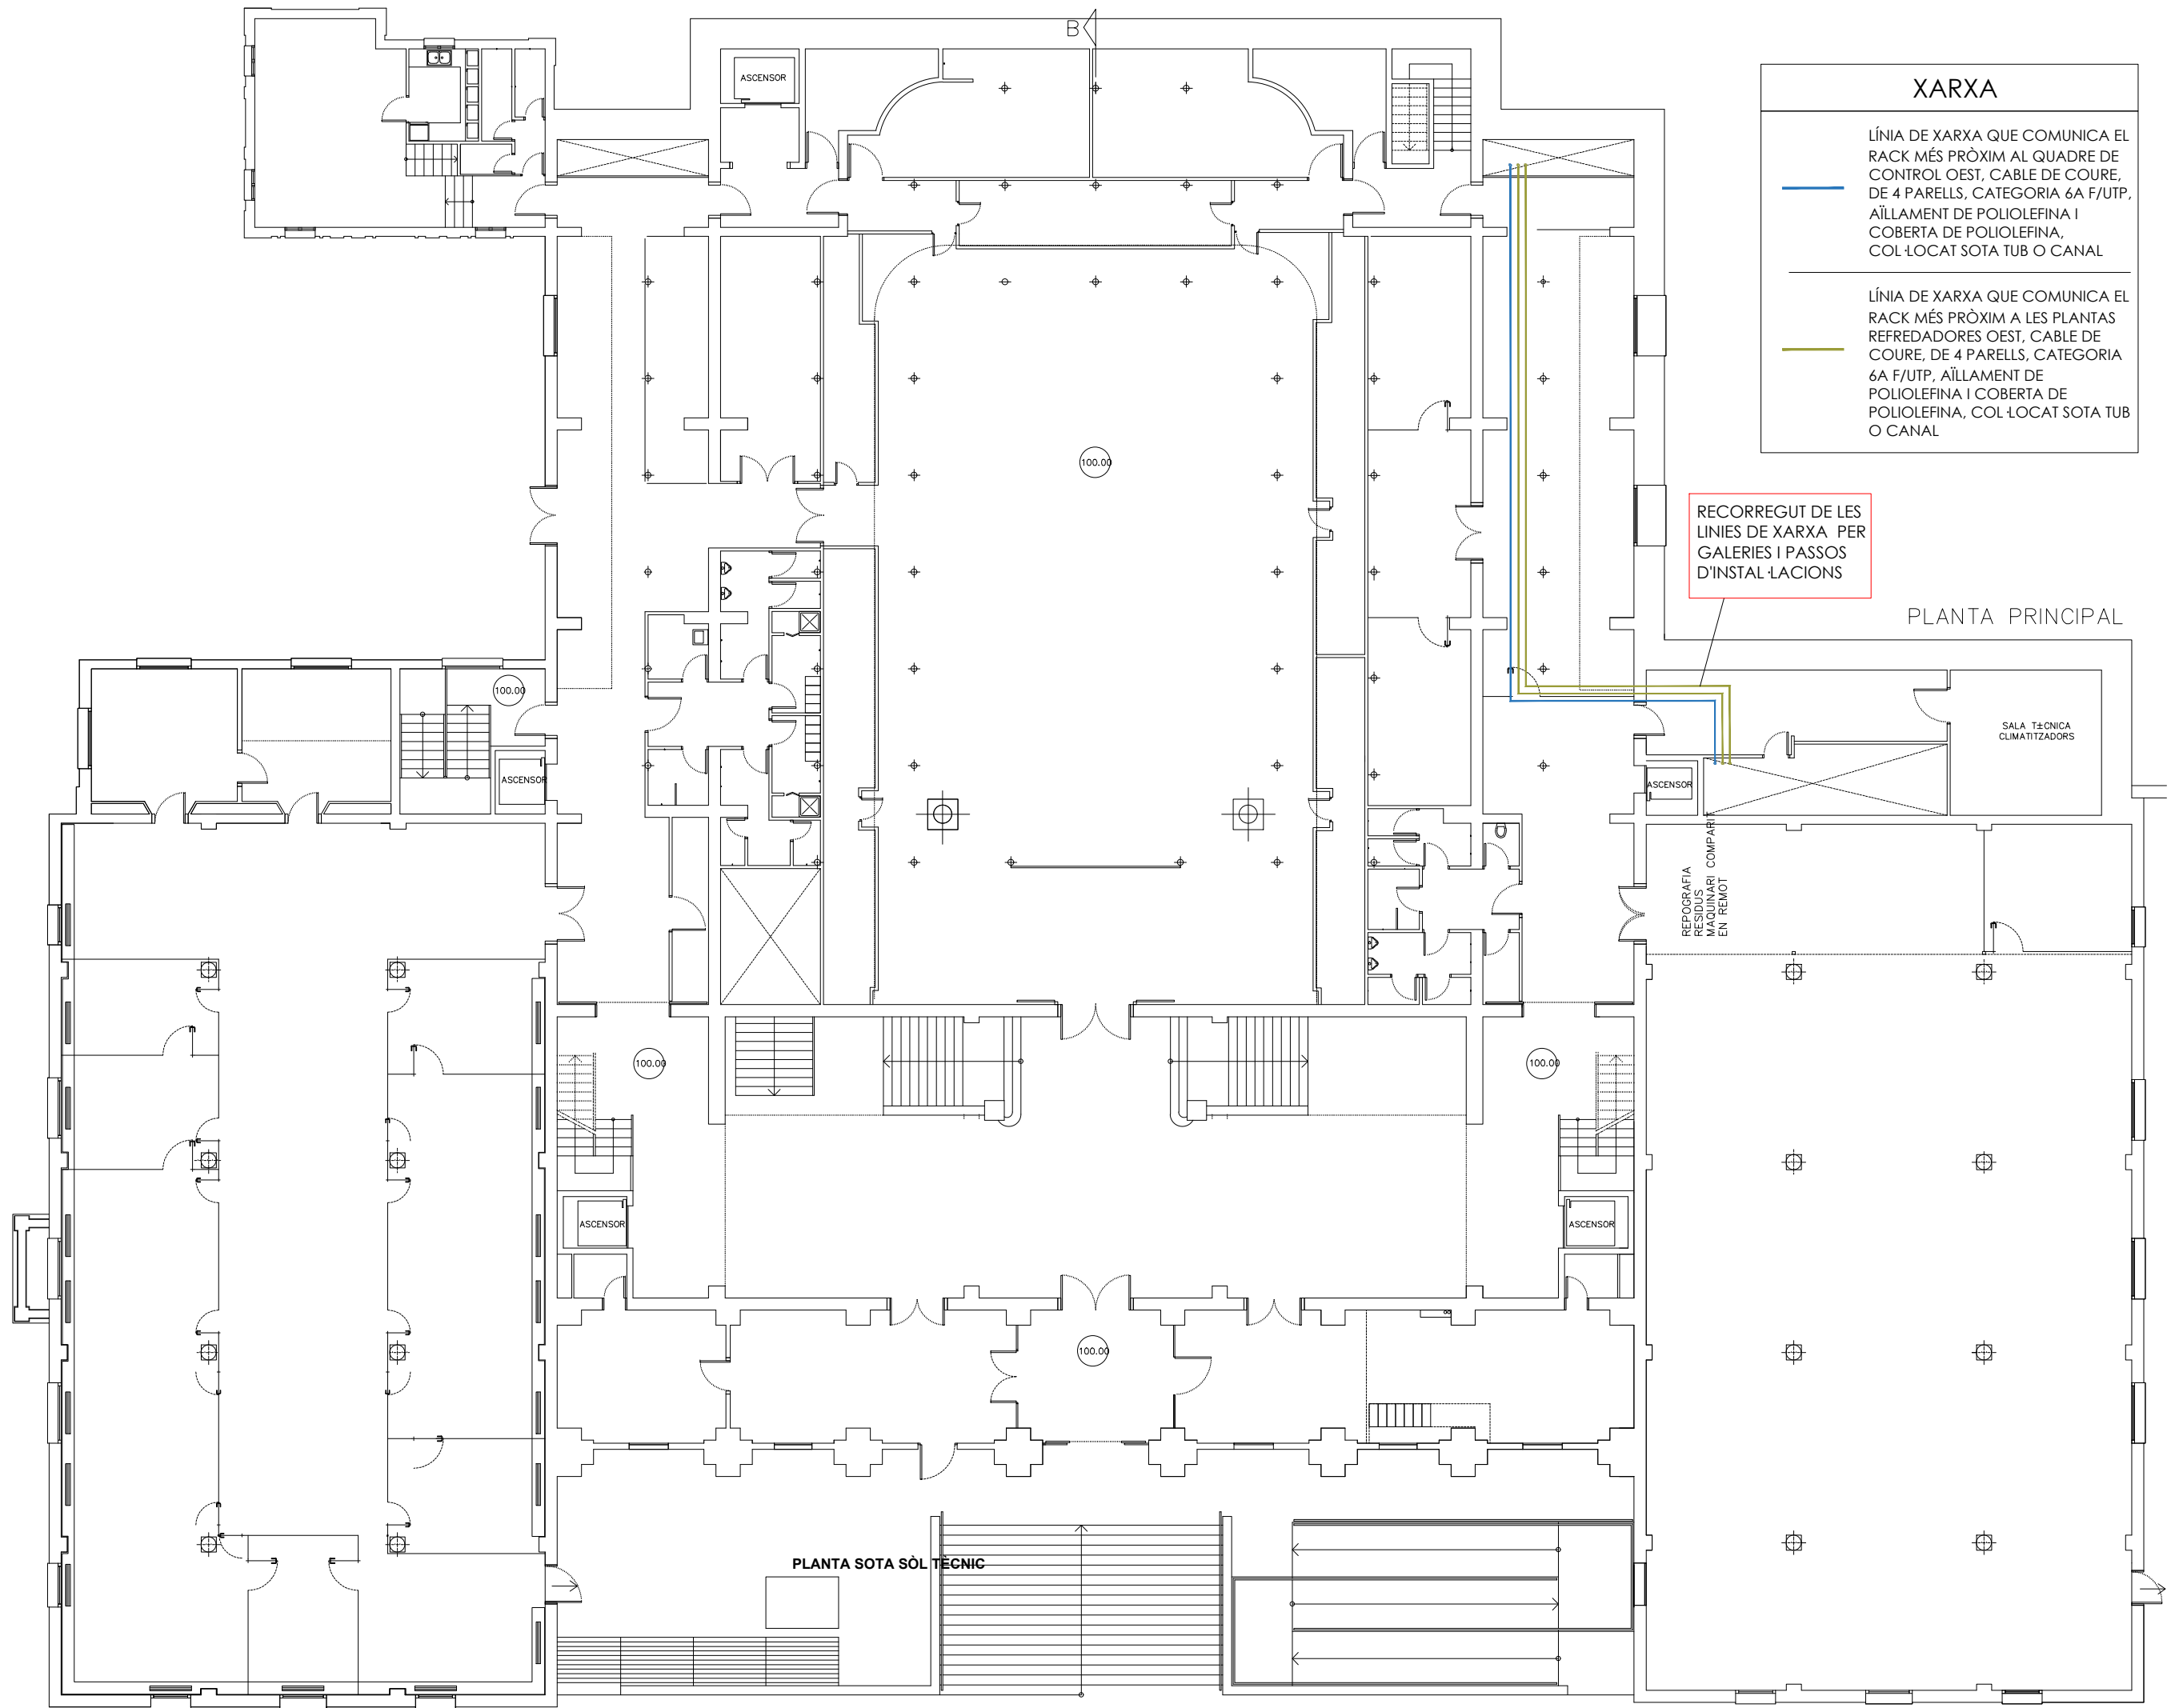 B
ASCENSOR
XARXA
LÍNIA DE XARXA QUE COMUNICA EL
RACK MÉS PRÒXIM AL QUADRE DE
CONTROL OEST, CABLE DE COURE,
DE 4 PARELLS, CATEGORIA 6A F/UTP,
AÏLLAMENT DE POLIOLEFINA I
COBERTA DE POLIOLEFINA,
COL·LOCAT SOTA TUB O CANAL
LÍNIA DE XARXA QUE COMUNICA EL
RACK MÉS PRÒXIM A LES PLANTAS
REFREDADORES OEST, CABLE DE
COURE, DE 4 PARELLS, CATEGORIA
6A F/UTP, AÏLLAMENT DE
POLIOLEFINA I COBERTA DE
POLIOLEFINA, COL·LOCAT SOTA TUB
O CANAL
100.00
RECORREGUT DE LES
LINIES DE XARXA PER
GALERIES I PASSOS
D'INSTAL·LACIONS
PLANTA PRINCIPAL
100.00
SALA T±CNICA
CLIMATITZADORS
ASCENSOR
ASCENSOR
REPOGRAFIA
RESIDUS
MAQUINARI COMPARIT
EN REMOT
100.00
100.00
ASCENSOR
ASCENSOR
100.00
PLANTA SOTA SÒL TÈCNIC